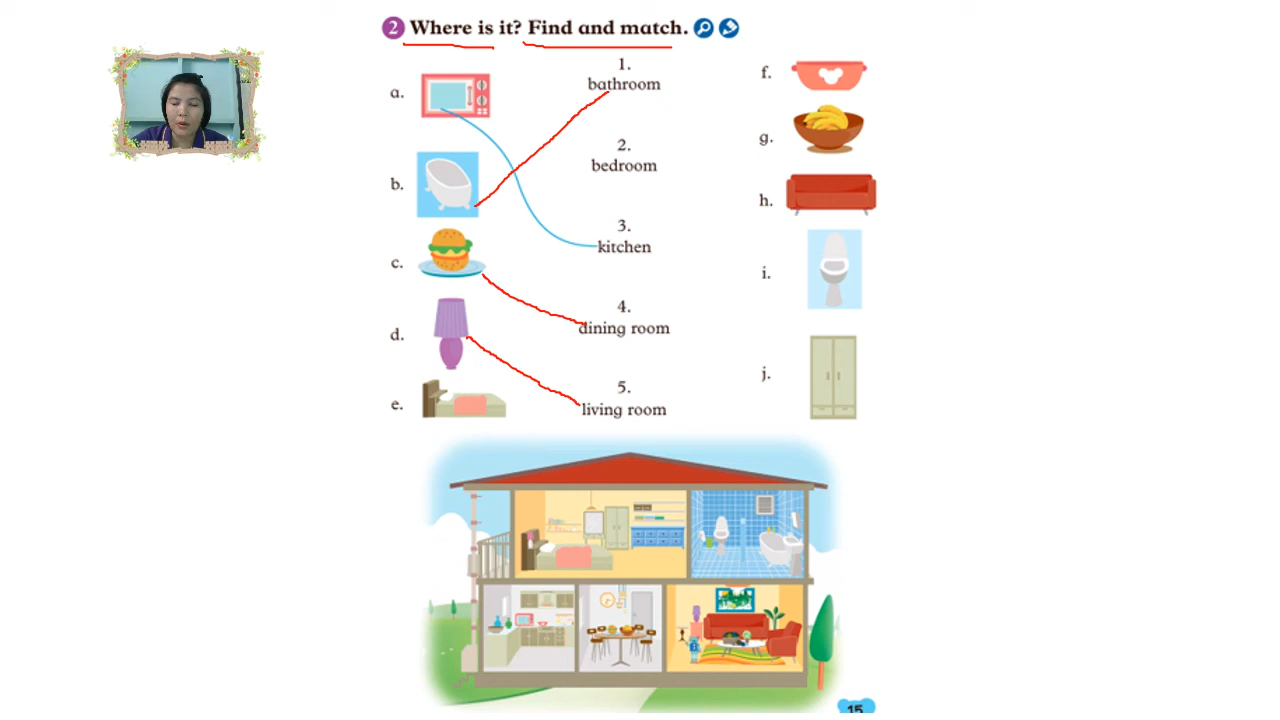 2 Where is it? Find and match.
a.
b.
c.
d.
e.
1.
bathroom
2.
bedroom
3.
kitchen
4.
dining room
5.
living room
f.
g.
h.
i.
j.
15